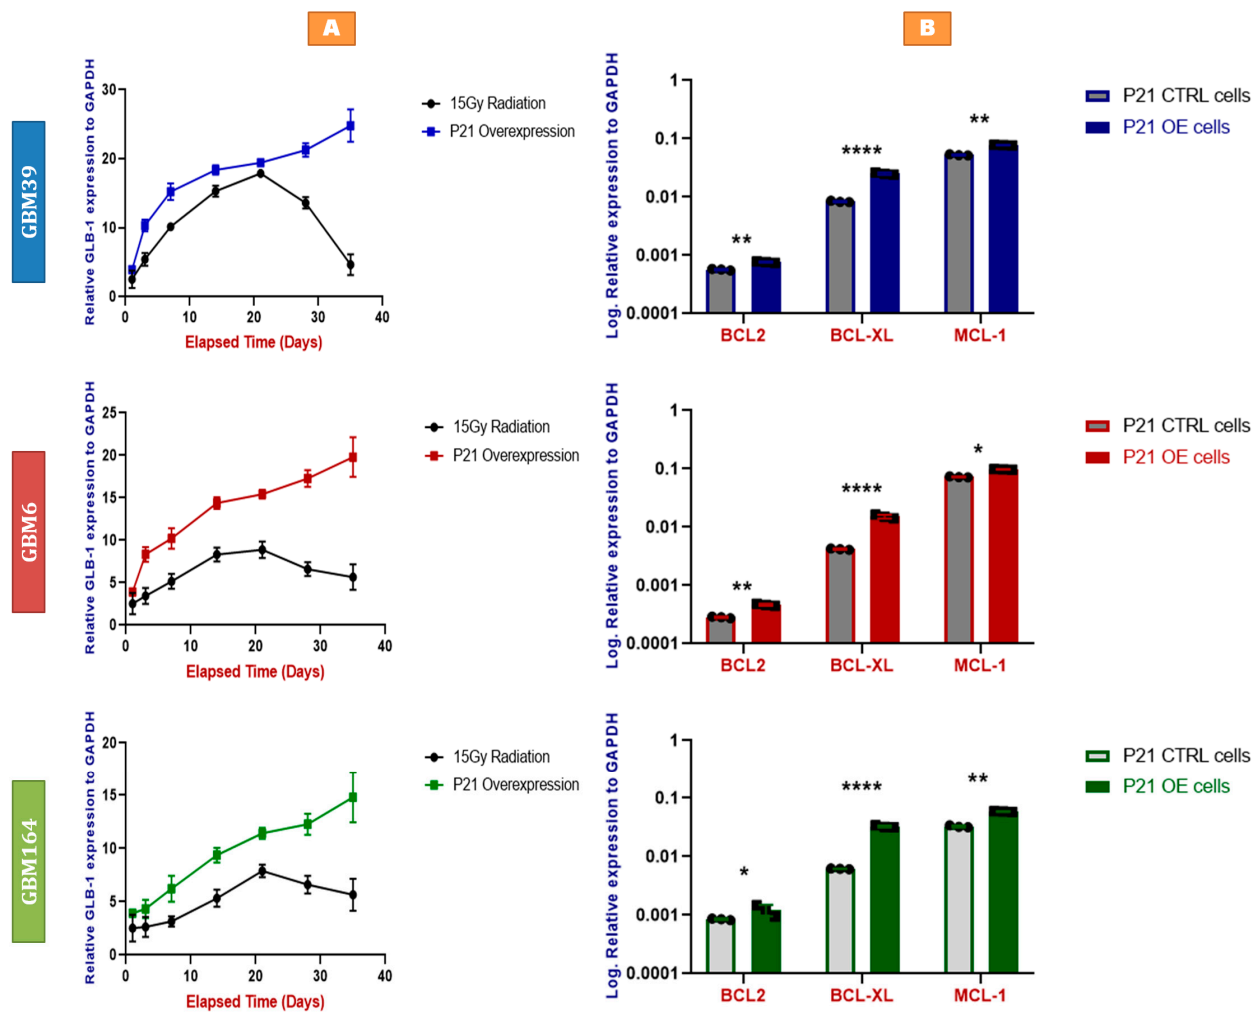 A
B
GBM39
Relative GLB-1 expression to GAPDH
30
20
10
0
0 10 20 30 40
Elapsed Time (Days)
15Gy Radiation
P21 Overexpression
Log. Relative expression to GAPDH
1
0.1
0.01
0.001
0.0001
** **** **
BCL2 BCL-XL MCL-1
P21 CTRL cells
P21 OE cells
GBM6
Relative GLB-1 expression to GAPDH
25
20
15
10
5
0
0 10 20 30 40
Elapsed Time (Days)
15Gy Radiation
P21 Overexpression
Log. Relative expression to GAPDH
1
0.1
0.01
0.001
0.0001
** **** *
BCL2 BCL-XL MCL-1
P21 CTRL cells
P21 OE cells
GBM164
Relative GLB-1 expression to GAPDH
20
15
10
5
0
0 10 20 30 40
Elapsed Time (Days)
15Gy Radiation
P21 Overexpression
Log. Relative expression to GAPDH
1
0.1
0.01
0.001
0.0001
* **** **
BCL2 BCL-XL MCL-1
P21 CTRL cells
P21 OE cells